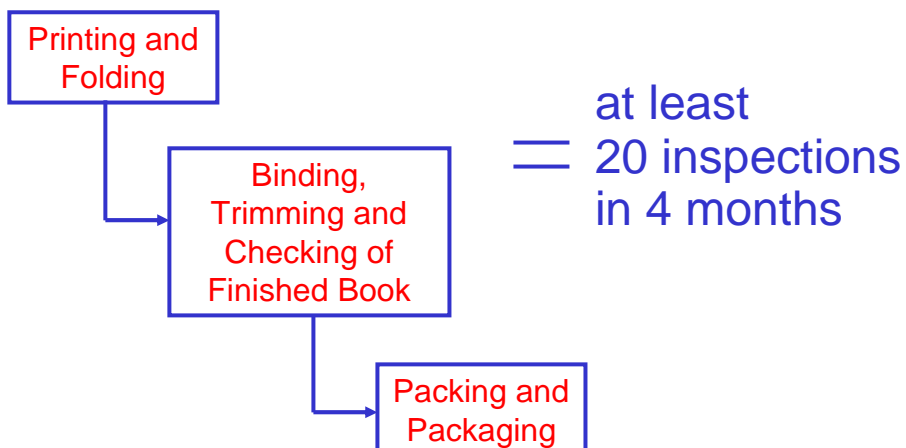 Printing and
Folding
Binding,
Trimming and
Checking of
Finished Book
=
at least
20 inspections
in 4 months
Packing and
Packaging